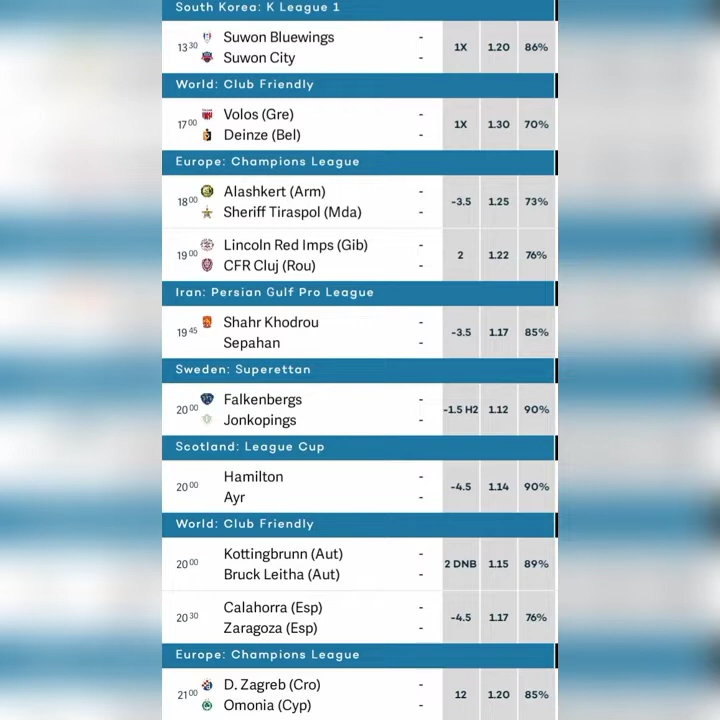 South Korea: K League 1
13 30 Suwon Bluewings - 1X 1.20 86%
Suwon City -
World: Club Friendly
17 00 Volos (Gre) - 1X 1.30 70%
Deinze (Bel) -
Europe: Champions League
18 00 Alashkert (Arm) - -3.5 1.25 73%
Sheriff Tiraspol (Mda) -
19 00 Lincoln Red Imps (Gib) - 2 1.22 76%
CFR Cluj (Rou) -
Iran: Persian Gulf Pro League
19 45 Shahr Khodrou - -3.5 1.17 85%
Sepahan -
Sweden: Superettan
20 00 Falkenbergs - -1.5 H2 1.12 90%
Jonkopings -
Scotland: League Cup
20 00 Hamilton - -4.5 1.14 90%
Ayr -
World: Club Friendly
20 00 Kottingbrunn (Aut) - 2 DNB 1.15 89%
Bruck Leitha (Aut) -
20 30 Calahorra (Esp) - -4.5 1.17 76%
Zaragoza (Esp) -
Europe: Champions League
21 00 D. Zagreb (Cro) - 12 1.20 85%
Omonia (Cyp) -